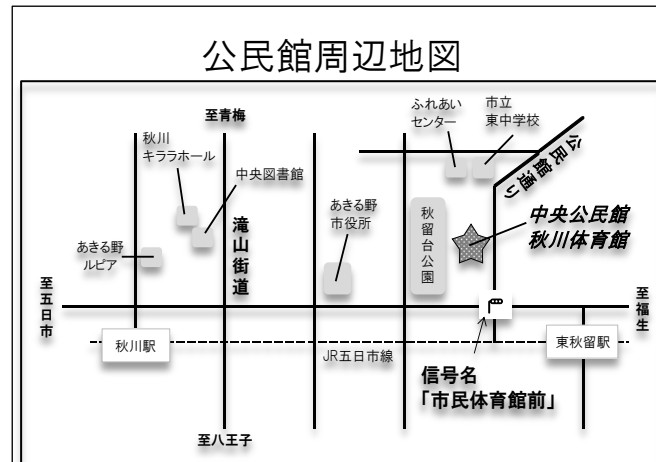 公民館周辺地図
至青梅
ふれあい
センター
市立
東中学校
秋川
キララホール
中央図書館
公民館通り
滝山街道
あきる野
市役所
秋留台公園
中央公民館
秋川体育館
あきる野
ルピア
至五日市
至福生
秋川駅
東秋留駅
JR五日市線
信号名
「市民体育館前」
至八王子